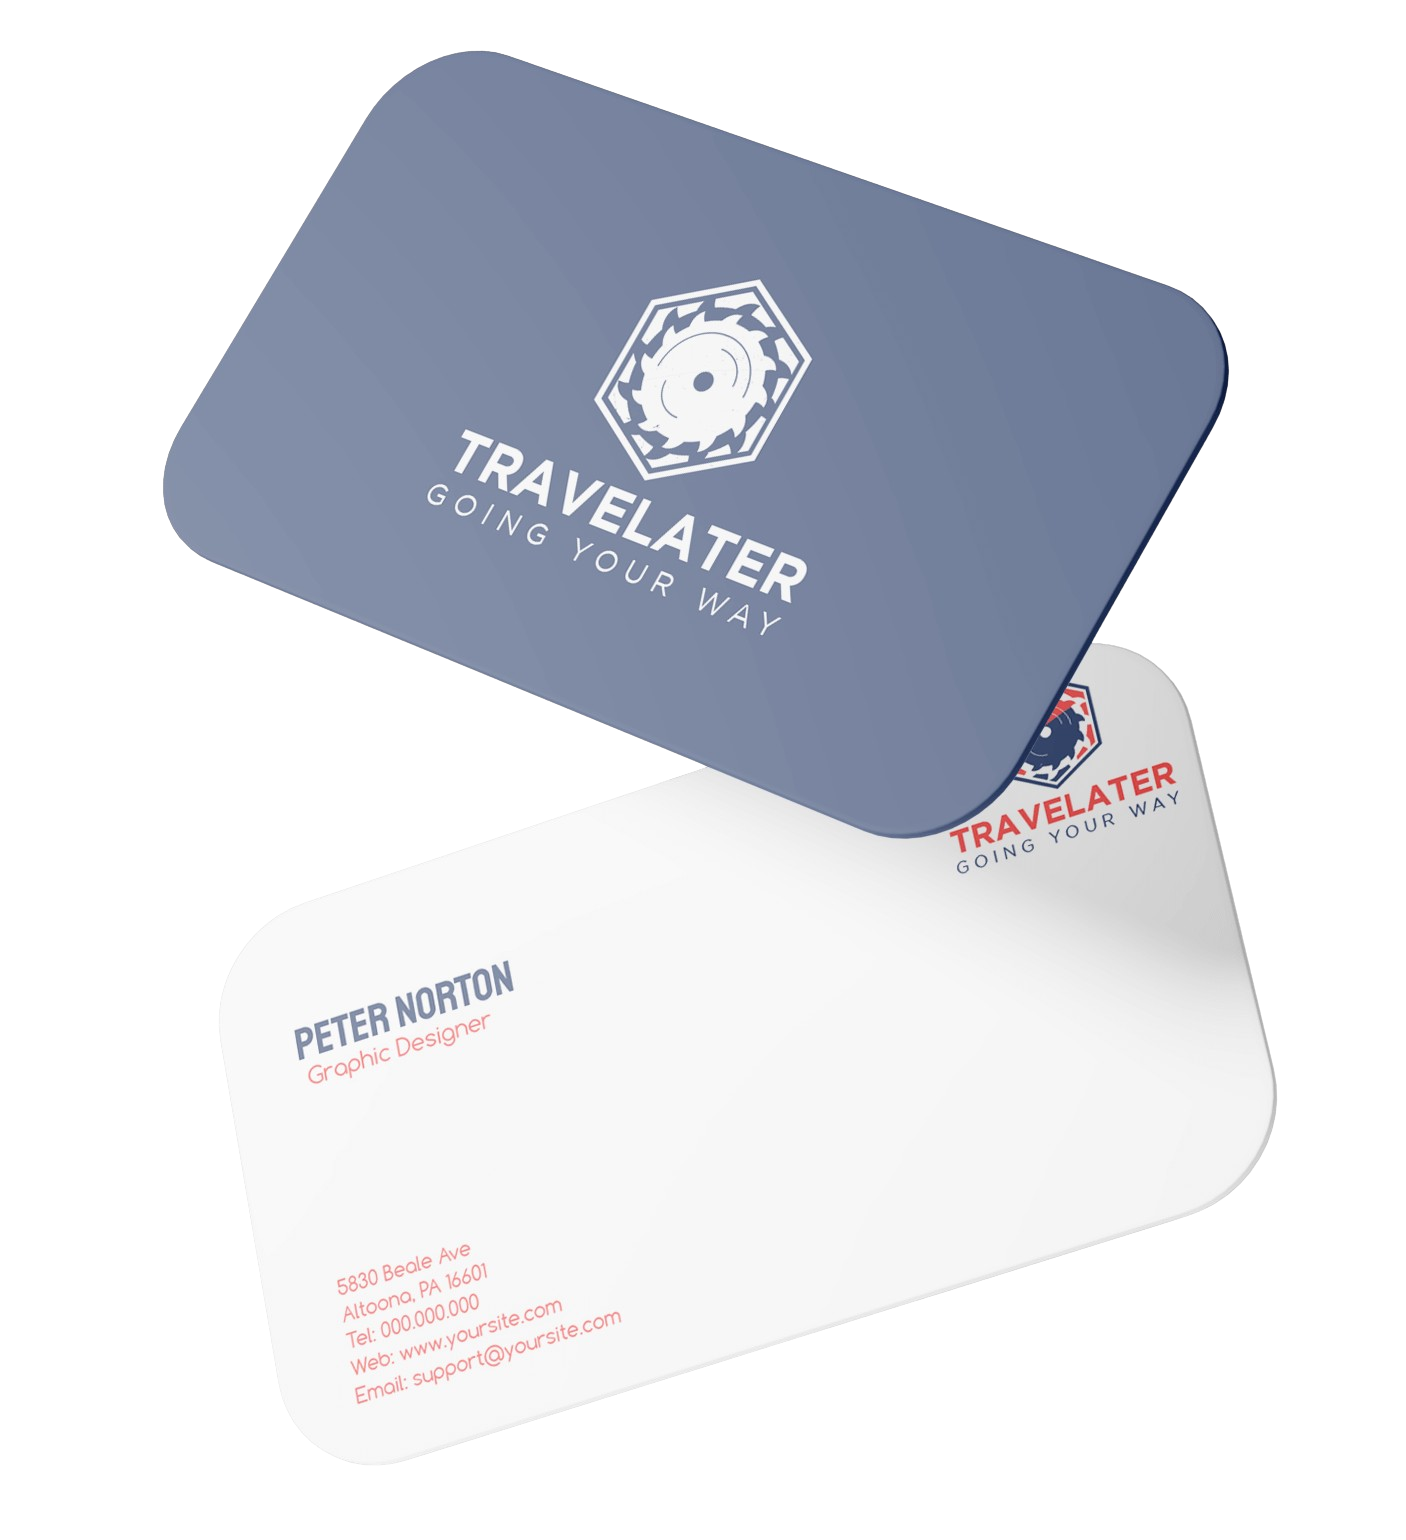 TRAVELATER
GOING YOUR WAY
TRAVELATER
GOING YOUR WAY
PETER NORTON
Graphic Designer
5830 Beale Ave
Altoona, PA 16601
Tel: 000.000.000
Web: www.yoursite.com
Email: support@yoursite.com